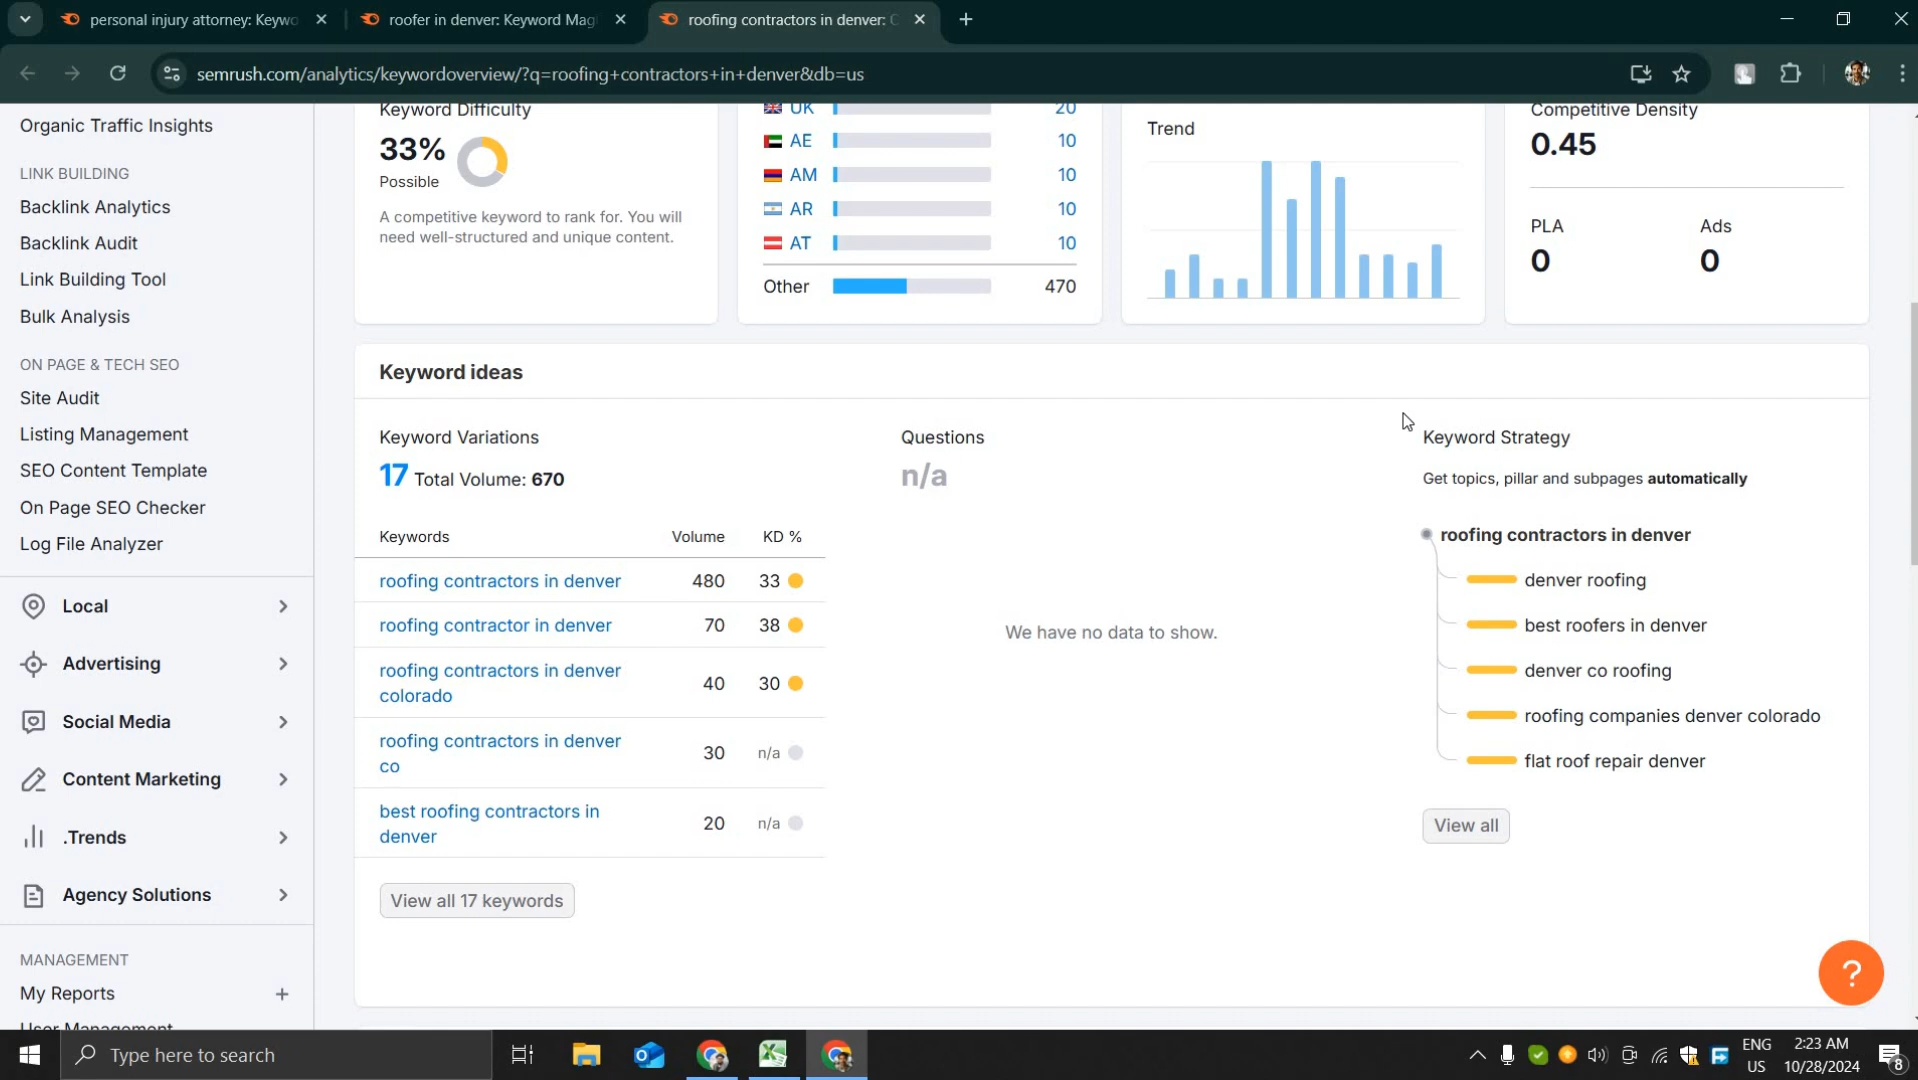 personal injury attorney: Keywo
roofer in denver: Keyword Mag
roofing contractors in denver: C
semrush.com/analytics/keywordoverview/?q=roofing+contractors+in+denver&db=us
Organic Traffic Insights
LINK BUILDING
Backlink Analytics
Backlink Audit
Link Building Tool
Bulk Analysis
ON PAGE & TECH SEO
Site Audit
Listing Management
SEO Content Template
On Page SEO Checker
Log File Analyzer
Local
Advertising
Social Media
Content Marketing
.Trends
Agency Solutions
MANAGEMENT
My Reports
User Management
Keyword Difficulty
33%
Possible
A competitive keyword to rank for. You will
need well-structured and unique content.
UK 20
AE 10
AM 10
AR 10
AT 10
Other 470
Trend
Competitive Density
0.45
PLA Ads
0 0
Keyword ideas
Keyword Variations
17 Total Volume: 670
Keywords Volume KD %
roofing contractors in denver 480 33
roofing contractor in denver 70 38
roofing contractors in denver
colorado 40 30
roofing contractors in denver
co 30 n/a
best roofing contractors in
denver 20 n/a
View all 17 keywords
Questions
n/a
We have no data to show.
Keyword Strategy
Get topics, pillar and subpages automatically
roofing contractors in denver
denver roofing
best roofers in denver
denver co roofing
roofing companies denver colorado
flat roof repair denver
View all
?
Type here to search
ENG
US
2:23 AM
10/28/2024
8